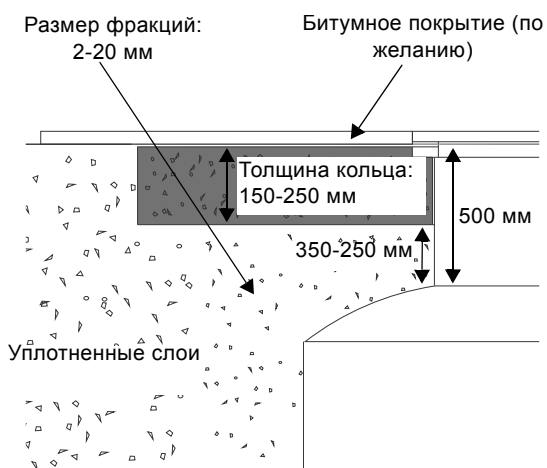 Размер фракций:
2-20 мм
Битумное покрытие (по
желанию)
Толщина кольца:
150-250 мм
500 мм
350-250 мм
Уплотненные слои